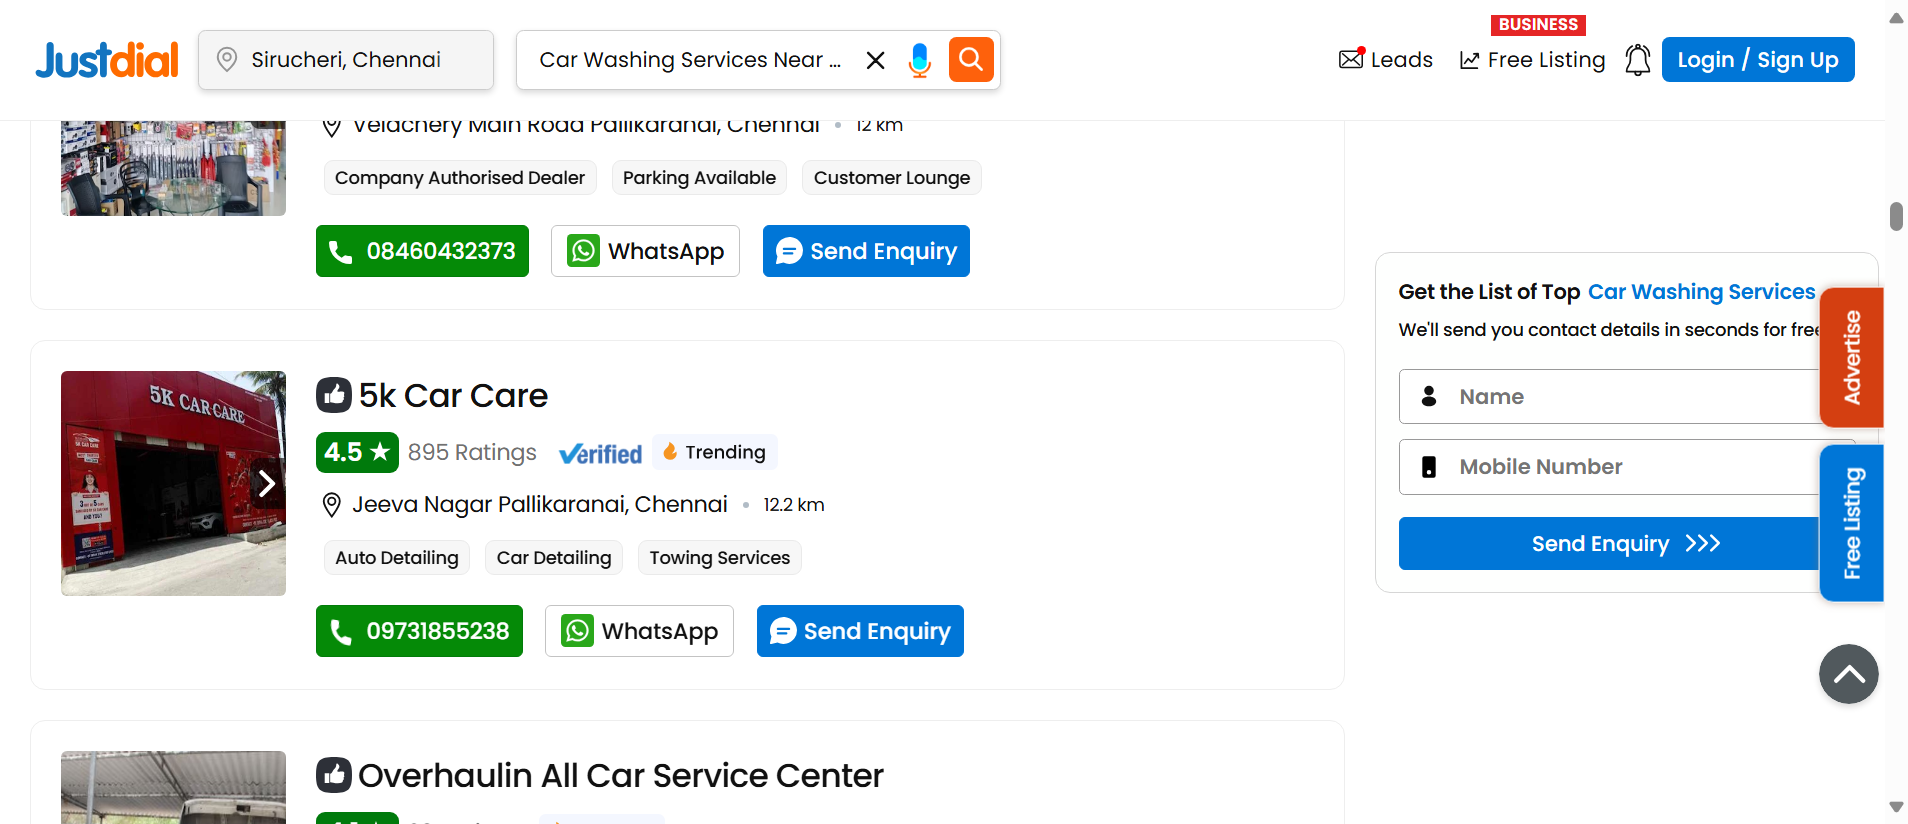 Justdial
Sirucheri, Chennai
Car Washing Services Near ...
Leads
BUSINESS
Free Listing
Login / Sign Up
Velachery Main Road Pallikaranai, Chennai • 12 km
Company Authorised Dealer
Parking Available
Customer Lounge
08460432373
WhatsApp
Send Enquiry
5K CAR CARE
5k Car Care
4.5 ★ 895 Ratings Verified Trending
Jeeva Nagar Pallikaranai, Chennai • 12.2 km
Auto Detailing
Car Detailing
Towing Services
09731855238
WhatsApp
Send Enquiry
Overhaulin All Car Service Center
Get the List of Top Car Washing Services
We'll send you contact details in seconds for free
Name
Mobile Number
Send Enquiry
Advertise
Free Listing